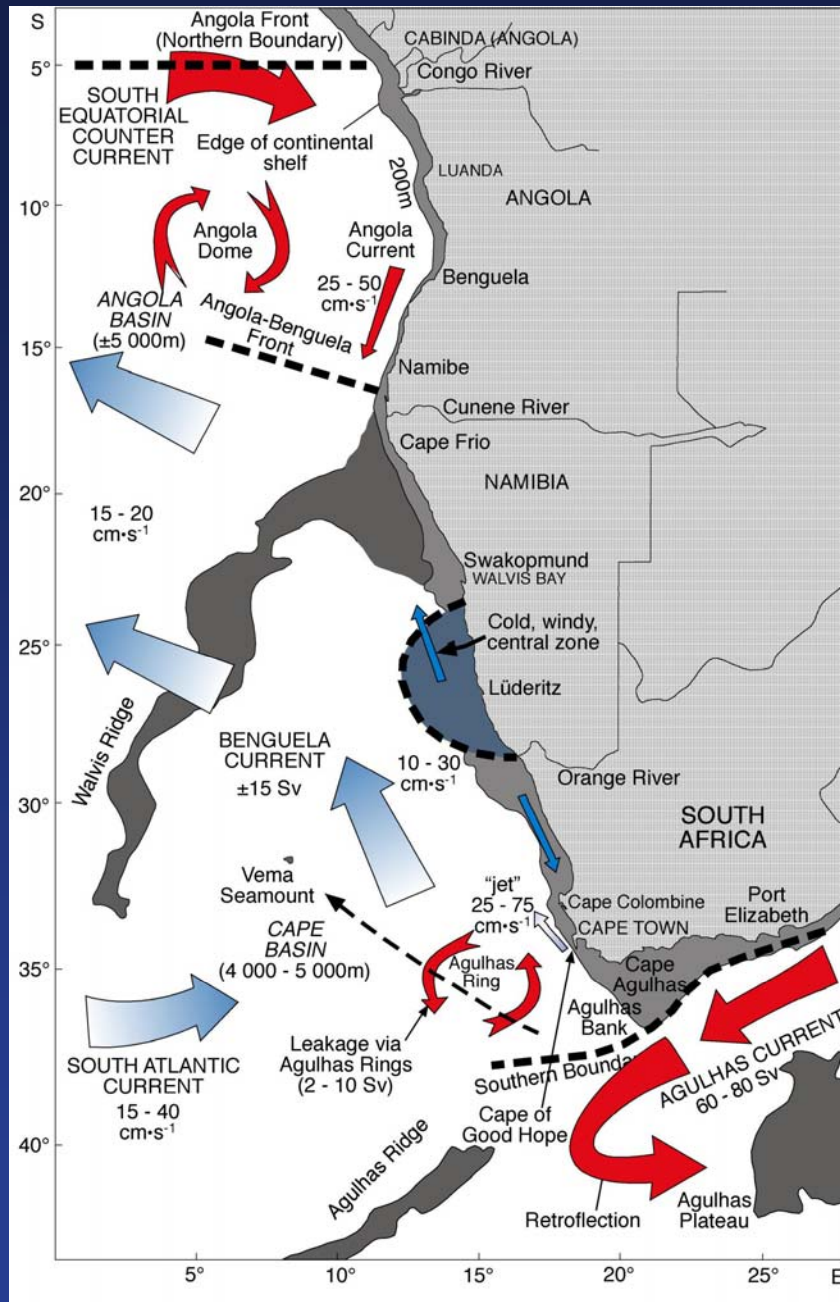 S
Angola Front
(Northern Boundary)
CABINDA (ANGOLA)
5°
Congo River
SOUTH
EQUATORIAL
COUNTER
CURRENT
Edge of continental
shelf
200m
LUANDA
ANGOLA
10°
Angola
Dome
Angola
Current
25 - 50
cm•s-1
Benguela
ANGOLA
BASIN
(±5 000m)
Angola-Benguela
Front
15°
Namibe
Cunene River
Cape Frio
NAMIBIA
20°
15 - 20
cm•s-1
Swakopmund
WALVIS BAY
Cold, windy,
central zone
25°
Lüderitz
Walvis Ridge
BENGUELA
CURRENT
±15 Sv
10 - 30
cm•s-1
Orange River
30°
SOUTH
AFRICA
Vema
Seamount
"jet"
25 - 75
cm•s-1
Cape Colombine
CAPE TOWN
Port
Elizabeth
CAPE
BASIN
(4 000 - 5 000m)
35°
Agulhas
Ring
Cape
Agulhas
Agulhas
Bank
Leakage via
Agulhas Rings
(2 - 10 Sv)
SOUTH ATLANTIC
CURRENT
15 - 40
cm•s-1
Southern Bounda
AGULHAS CURRENT
60 - 80 Sv
Cape of
Good Hope
40°
Agulhas Ridge
Retroflection
Agulhas
Plateau
5°
10°
15°
20°
25°
E